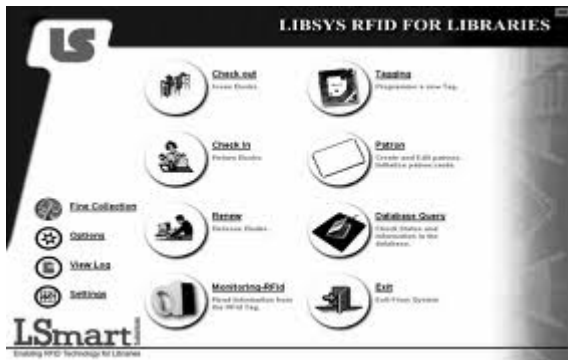 LS
LIBSYS RFID FOR LIBRARIES
Check out
Issue Books.
Tagging
Programme a new Tag.
Check In
Return Books.
Patron
Create and Edit patrons.
Initialize patron cards.
Fine Collection
Renew
Reissue Books.
Database Query
Check Status and
information in the
database.
Options
View Log
Monitoring-RFid
Read Information from
the RFID Tag.
Exit
Exit From System
Settings
LSmart
Enabling RFID Technology for Libraries